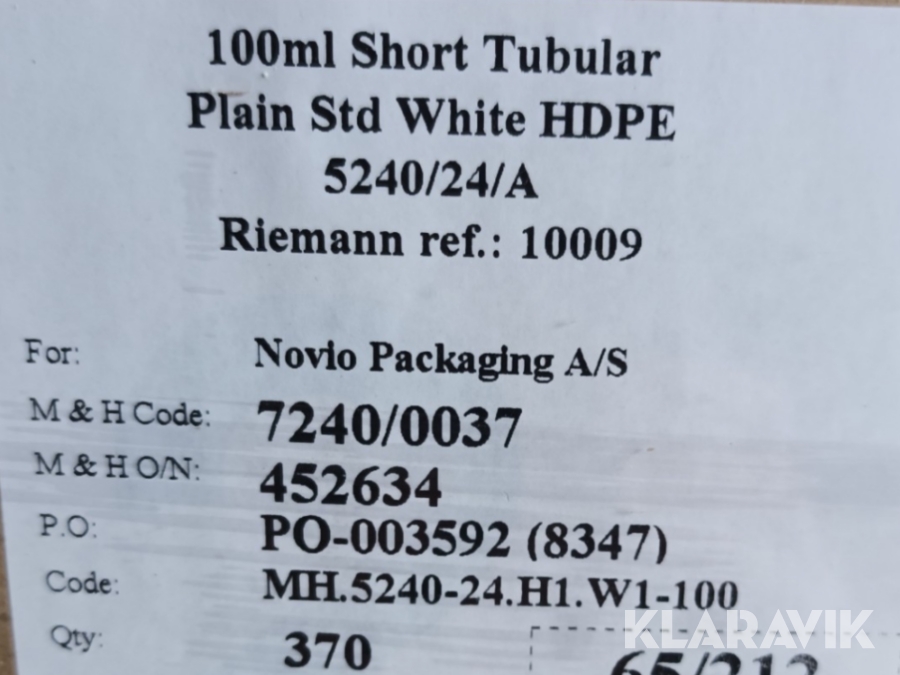 100ml Short Tubular
Plain Std White HDPE
5240/24/A
Riemann ref.: 10009
For: Novio Packaging A/S
M & H Code: 7240/0037
M & H O/N: 452634
P.O: PO-003592 (8347)
Code: MH.5240-24.H1.W1-100
Qty: 370
KLARAVIK